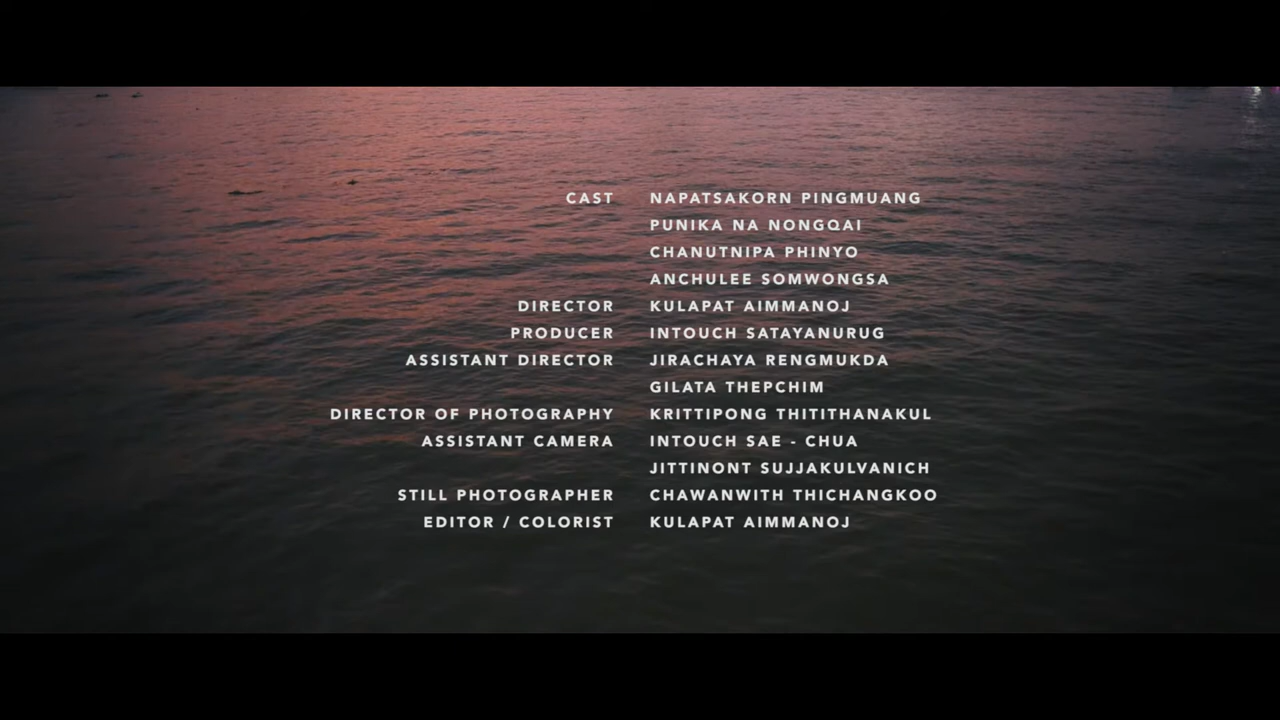 CAST NAPATSAKORN PINGMUANG
PUNIKA NA NONGQAI
CHANUTNIPA PHINYO
ANCHULEE SOMWONGSA
DIRECTOR KULAPAT AIMMANOJ
PRODUCER INTOUCH SATAYANURUG
ASSISTANT DIRECTOR JIRACHAYA RENGMUKDA
GILATA THEPCHIM
DIRECTOR OF PHOTOGRAPHY KRITTIPONG THITITHANAKUL
ASSISTANT CAMERA INTOUCH SAE - CHUA
JITTINONT SUJJAKULVANICH
STILL PHOTOGRAPHER CHAWANWITH THICHANGKOO
EDITOR / COLORIST KULAPAT AIMMANOJ